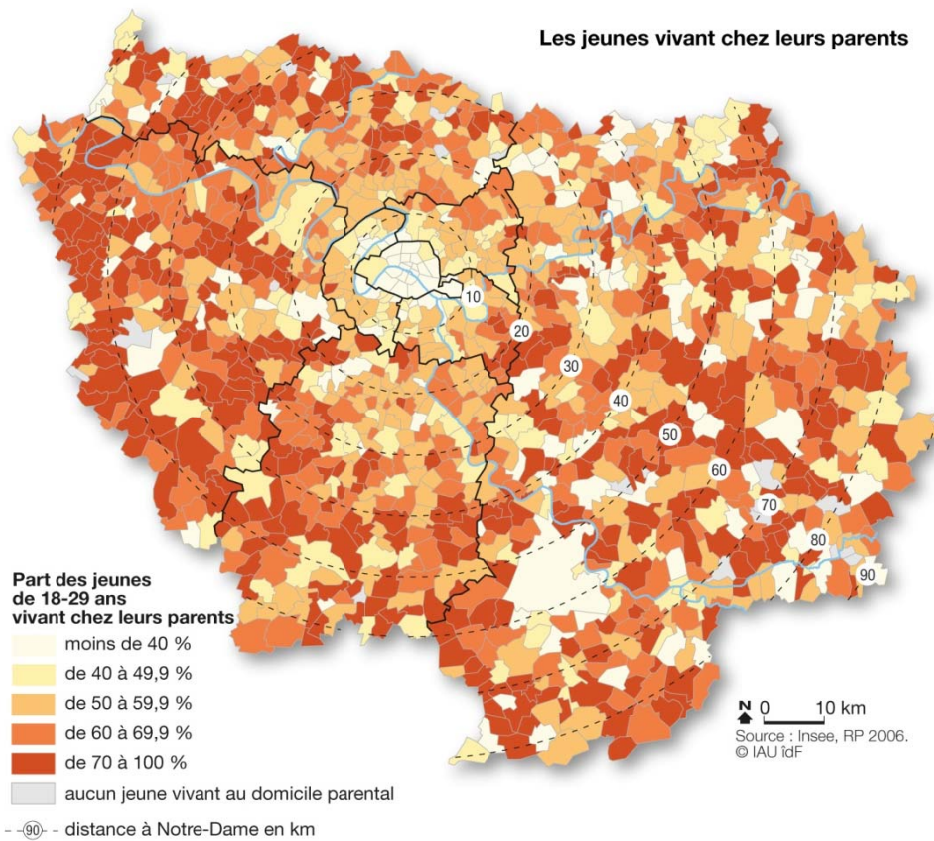 Les jeunes vivant chez leurs parents
10
20
30
40
50
60
70
80
90
Part des jeunes
de 18-29 ans
vivant chez leurs parents
moins de 40 %
de 40 à 49,9 %
de 50 à 59,9 %
de 60 à 69,9 %
de 70 à 100 %
aucun jeune vivant au domicile parental
90 distance à Notre-Dame en km
N 0 10 km
Source : Insee, RP 2006.
© IAU îdF